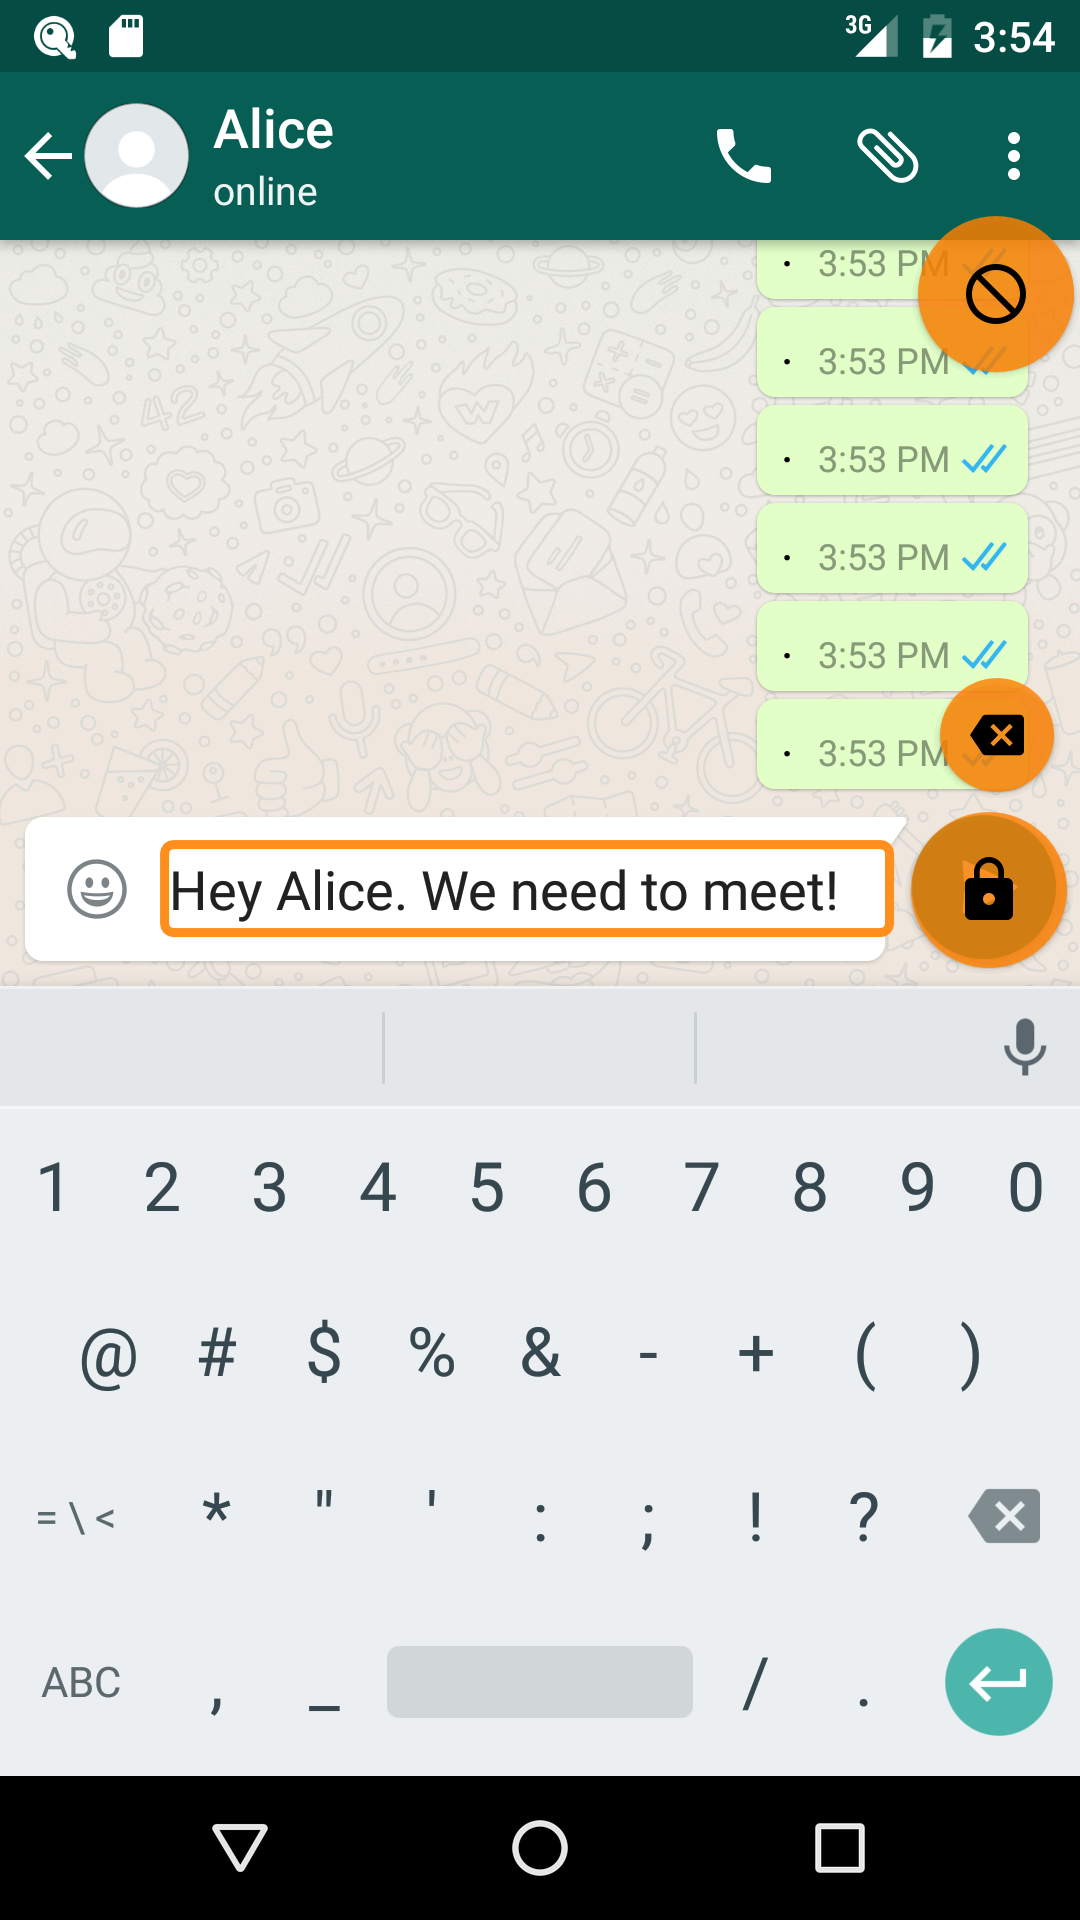 3G 3:54
Alice
online
· 3:53 PM
· 3:53 PM
· 3:53 PM
· 3:53 PM
· 3:53 PM
· 3:53 PM
Hey Alice. We need to meet!
1 2 3 4 5 6 7 8 9 0
@ # $ % & - + ( )
= \ < * " ' : ; ! ?
ABC , _ / .